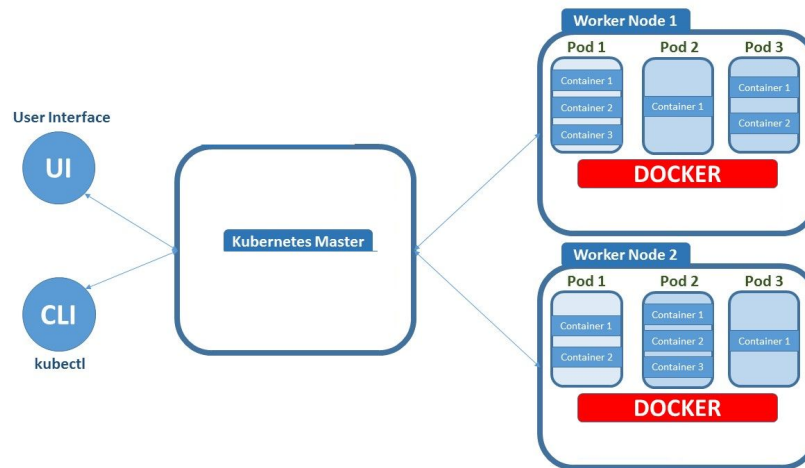 User Interface
UI
CLI
kubectl
Kubernetes Master
Worker Node 1
Pod 1
Container 1
Container 2
Container 3
Pod 2
Container 1
Pod 3
Container 1
Container 2
DOCKER
Worker Node 2
Pod 1
Container 1
Container 2
Pod 2
Container 1
Container 2
Container 3
Pod 3
Container 1
DOCKER